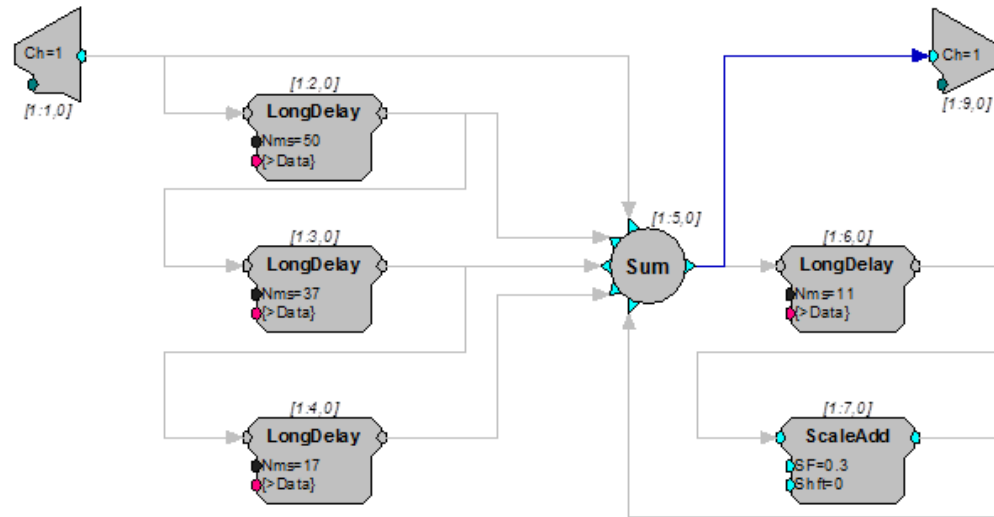 Ch=1
[1:1,0]
[1:2,0]
LongDelay
Nms=50
{>Data}
[1:3,0]
LongDelay
Nms=37
{>Data}
[1:4,0]
LongDelay
Nms=17
{>Data}
[1:5,0]
Sum
[1:6,0]
LongDelay
Nms=11
{>Data}
[1:7,0]
ScaleAdd
SF=0.3
Shft=0
Ch=1
[1:9,0]